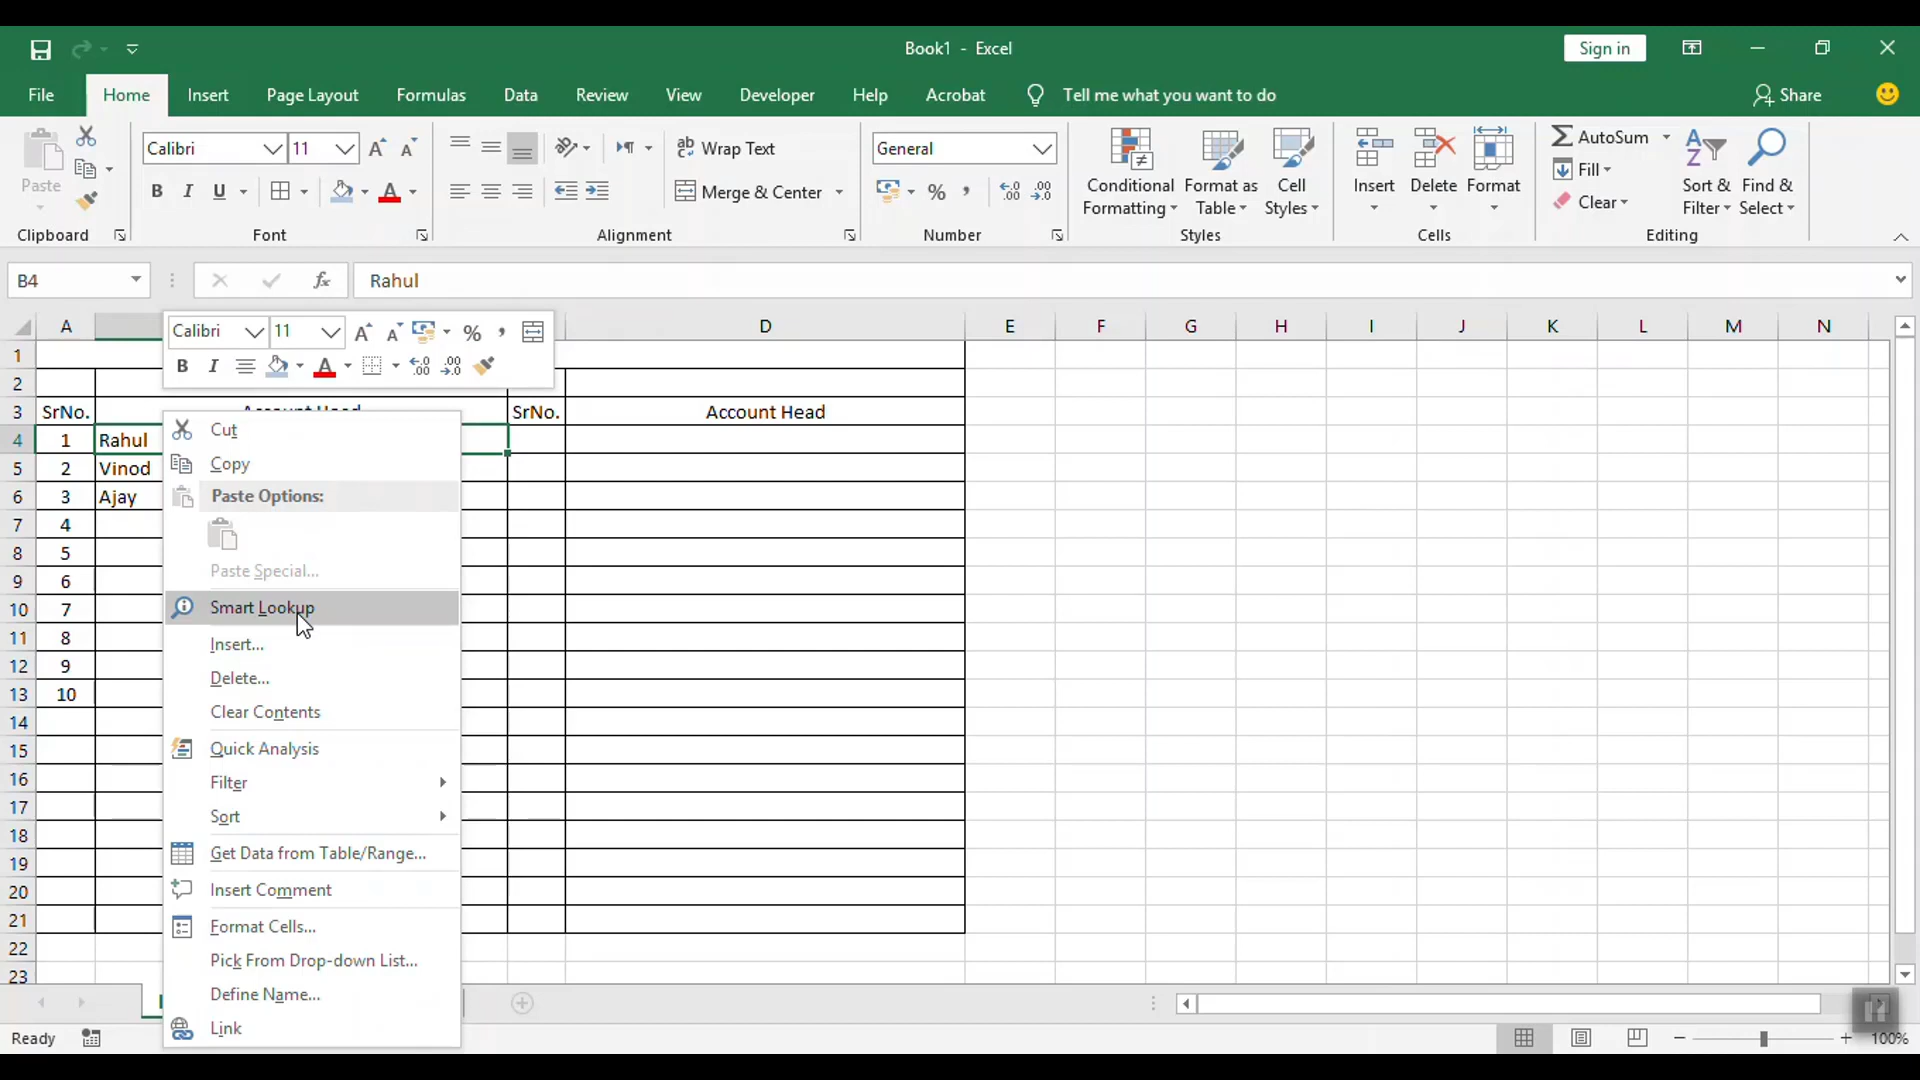 Book1 - Excel
Sign in
File Home Insert Page Layout Formulas Data Review View Developer Help Acrobat Tell me what you want to do Share
Paste
Clipboard
Calibri 11
B I U
Font
Wrap Text
Merge & Center
Alignment
General
%
Number
Conditional Formatting
Format as Table
Cell Styles
Styles
Insert Delete Format
Cells
AutoSum
Fill
Clear
Sort & Filter
Find & Select
Editing
B4 fx Rahul
Calibri 11 %
B I
A D E F G H I J K L M N
1
2
3 SrNo. SrNo. Account Head
4 1 Rahul
5 2 Vinod
6 3 Ajay
7 4
8 5
9 6
10 7
11 8
12 9
13 10
14
15
16
17
18
19
20
21
22
23
Cut
Copy
Paste Options:
Paste Special...
Smart Lookup
Insert...
Delete...
Clear Contents
Quick Analysis
Filter
Sort
Get Data from Table/Range...
Insert Comment
Format Cells...
Pick From Drop-down List...
Define Name...
Link
Ready 100%